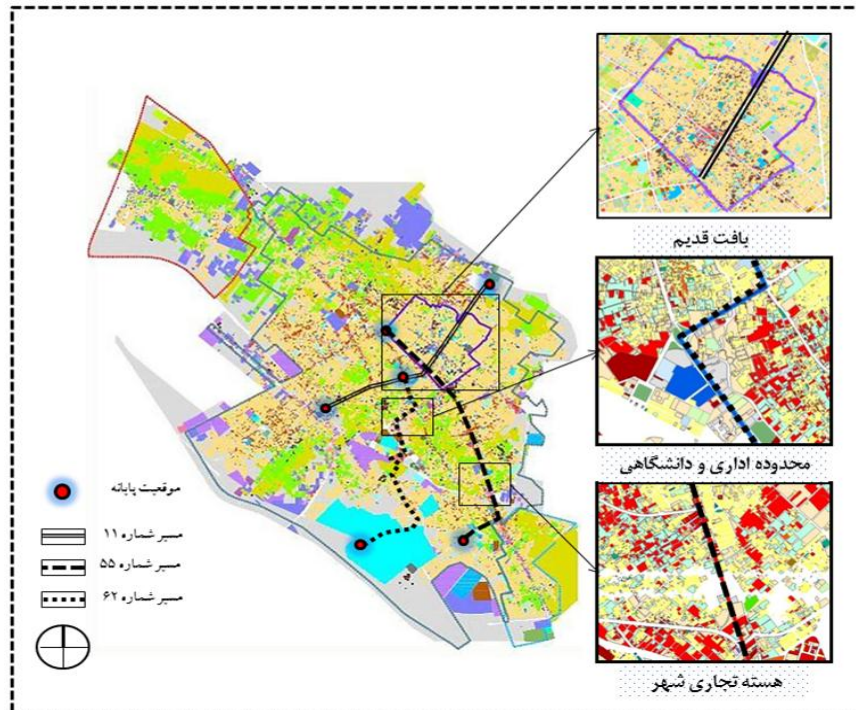 بافت قدیم
محدوده اداری و دانشگاهی
هسته تجاری شهر
موقعیت پایانه
مسیر شماره ۱۱
مسیر شماره ۵۵
مسیر شماره ۶۲